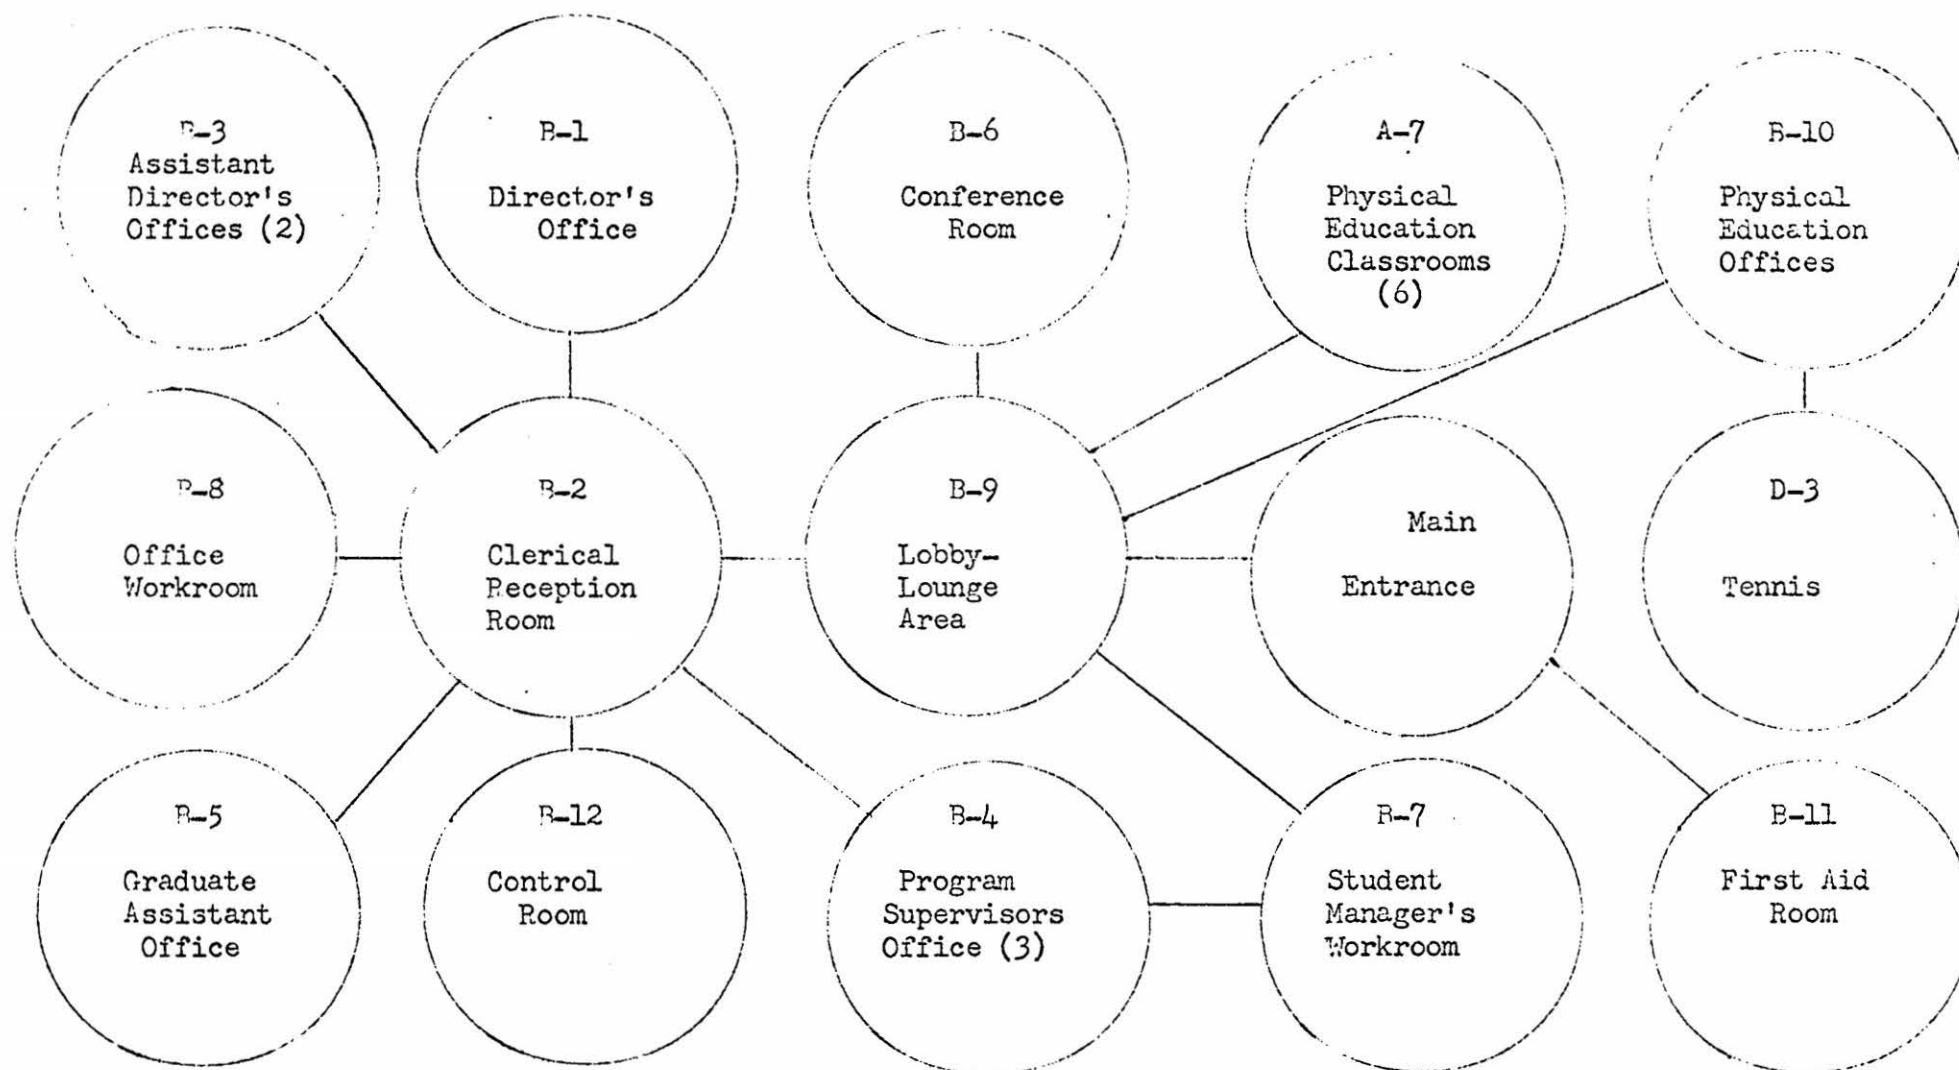 B-3
Assistant
Director's
Offices (2)
B-1
Director's
Office
B-6
Conference
Room
A-7
Physical
Education
Classrooms
(6)
B-10
Physical
Education
Offices
B-8
Office
Workroom
B-2
Clerical
Reception
Room
B-9
Lobby-
Lounge
Area
Main
Entrance
D-3
Tennis
B-5
Graduate
Assistant
Office
B-12
Control
Room
B-4
Program
Supervisors
Office (3)
B-7
Student
Manager's
Workroom
B-11
First Aid
Room